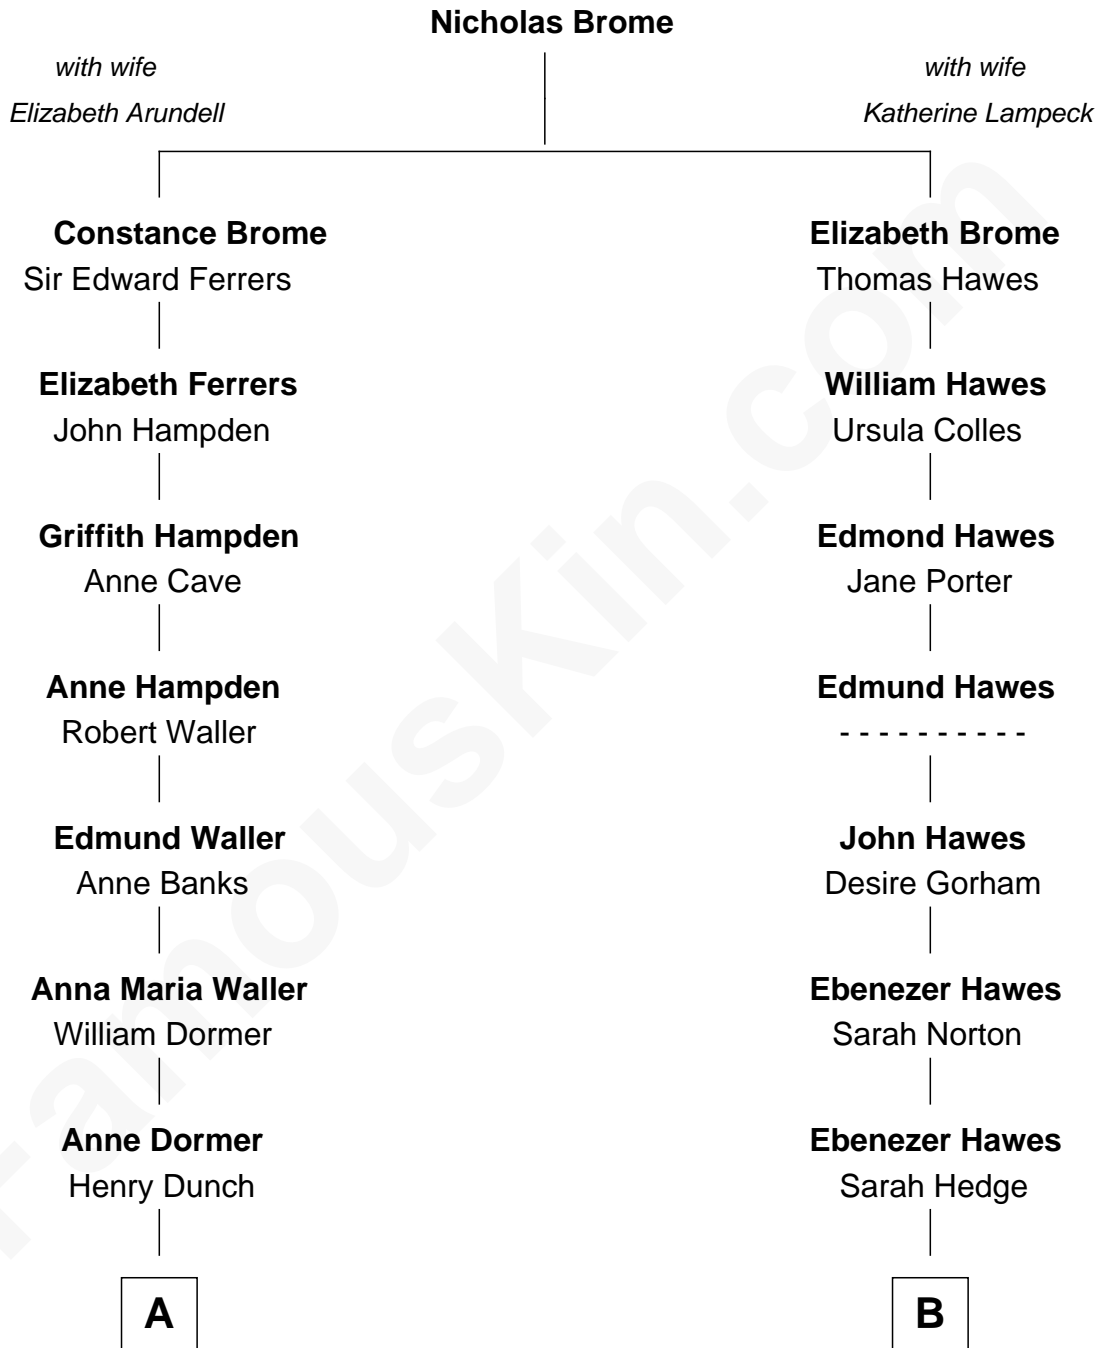 Nicholas Brome
with wife
Elizabeth Arundell
with wife
Katherine Lampeck
Constance Brome
Sir Edward Ferrers
Elizabeth Brome
Thomas Hawes
Elizabeth Ferrers
John Hampden
William Hawes
Ursula Colles
Griffith Hampden
Anne Cave
Edmond Hawes
Jane Porter
Anne Hampden
Robert Waller
Edmund Hawes
- - - - - - - - - -
Edmund Waller
Anne Banks
John Hawes
Desire Gorham
Anna Maria Waller
William Dormer
Ebenezer Hawes
Sarah Norton
Anne Dormer
Henry Dunch
Ebenezer Hawes
Sarah Hedge
A
B
FamousKin.com